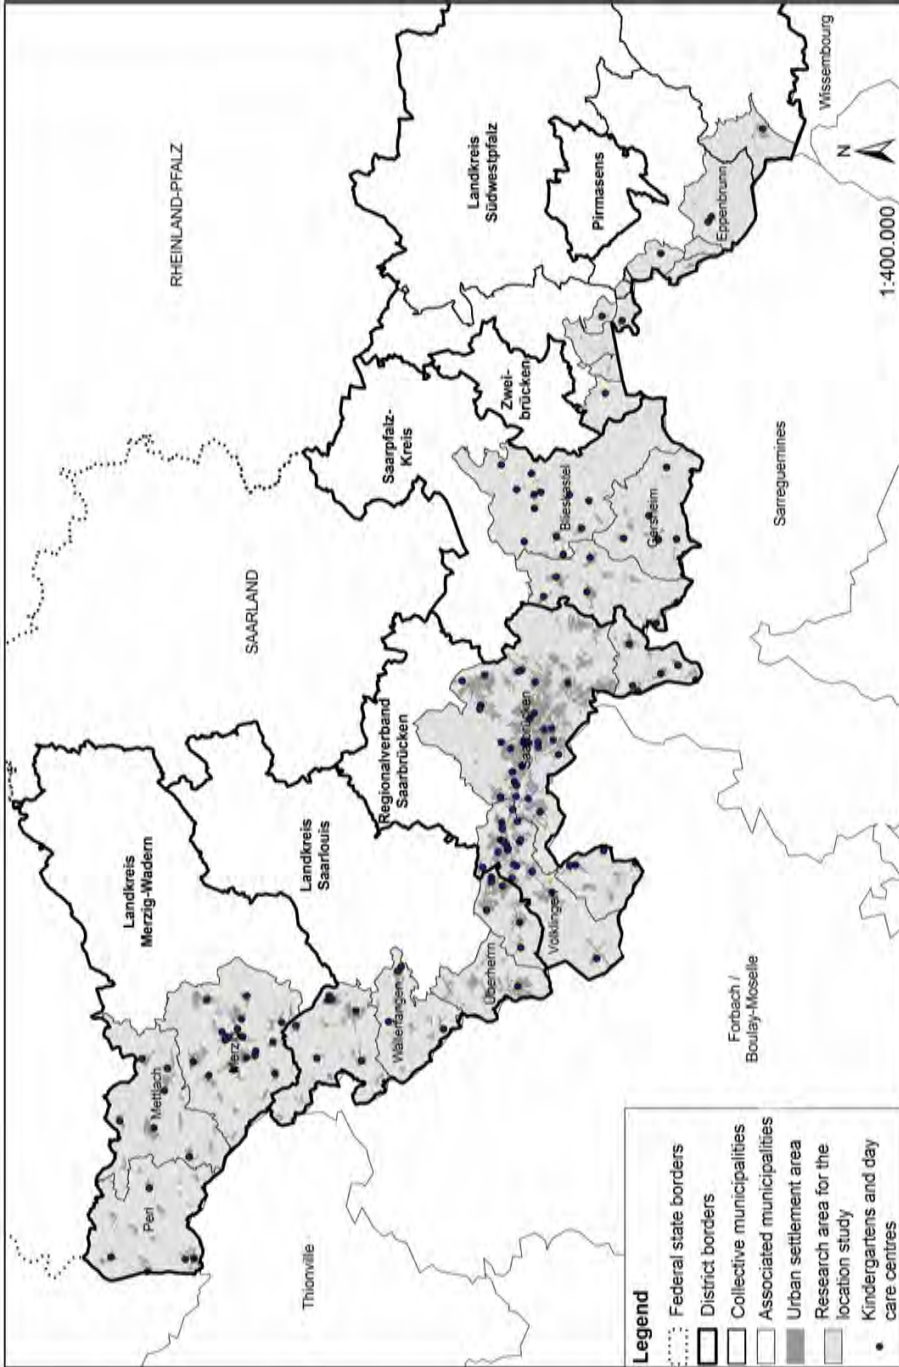 RHEINLAND-PFALZ
SAARLAND
Landkreis
Merzig-Wadern
Landkreis
Saarlouis
Regionalverband
Saarbrücken
Saarpfalz-
Kreis
Zwei-
brücken
Landkreis
Südwestpfalz
Pirmasens
Perl
Mettlach
Merzig
Wallerfangen
Überherrn
Völklingen
Saarbrücken
Blieskastel
Gersheim
Eppenbrunn
Thionville
Forbach /
Boulay-Moselle
Sarreguemines
Wissembourg
N
1:400.000
Legend
Federal state borders
District borders
Collective municipalities
Associated municipalities
Urban settlement area
Research area for the
location study
Kindergartens and day
care centres